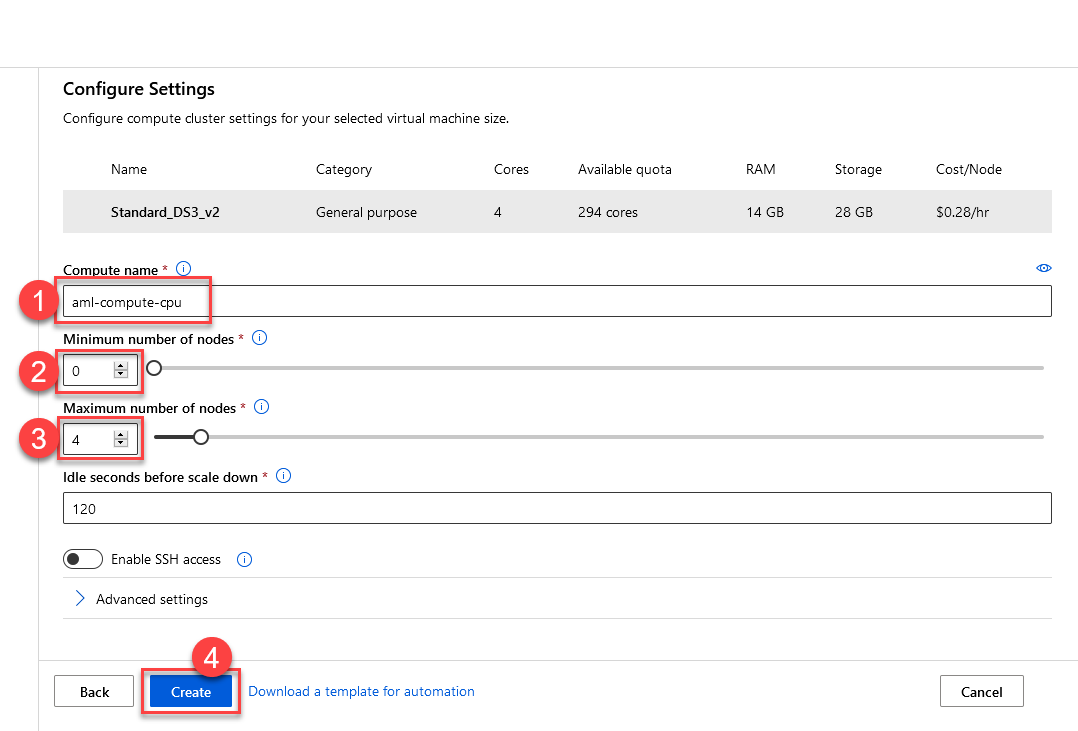 Configure Settings
Configure compute cluster settings for your selected virtual machine size.
Name Category Cores Available quota RAM Storage Cost/Node
Standard_DS3_v2 General purpose 4 294 cores 14 GB 28 GB $0.28/hr
Compute name * i
1 aml-compute-cpu
Minimum number of nodes * i
2 0
Maximum number of nodes * i
3 4
Idle seconds before scale down * i
120
Enable SSH access i
Advanced settings
4
Back Create Download a template for automation Cancel